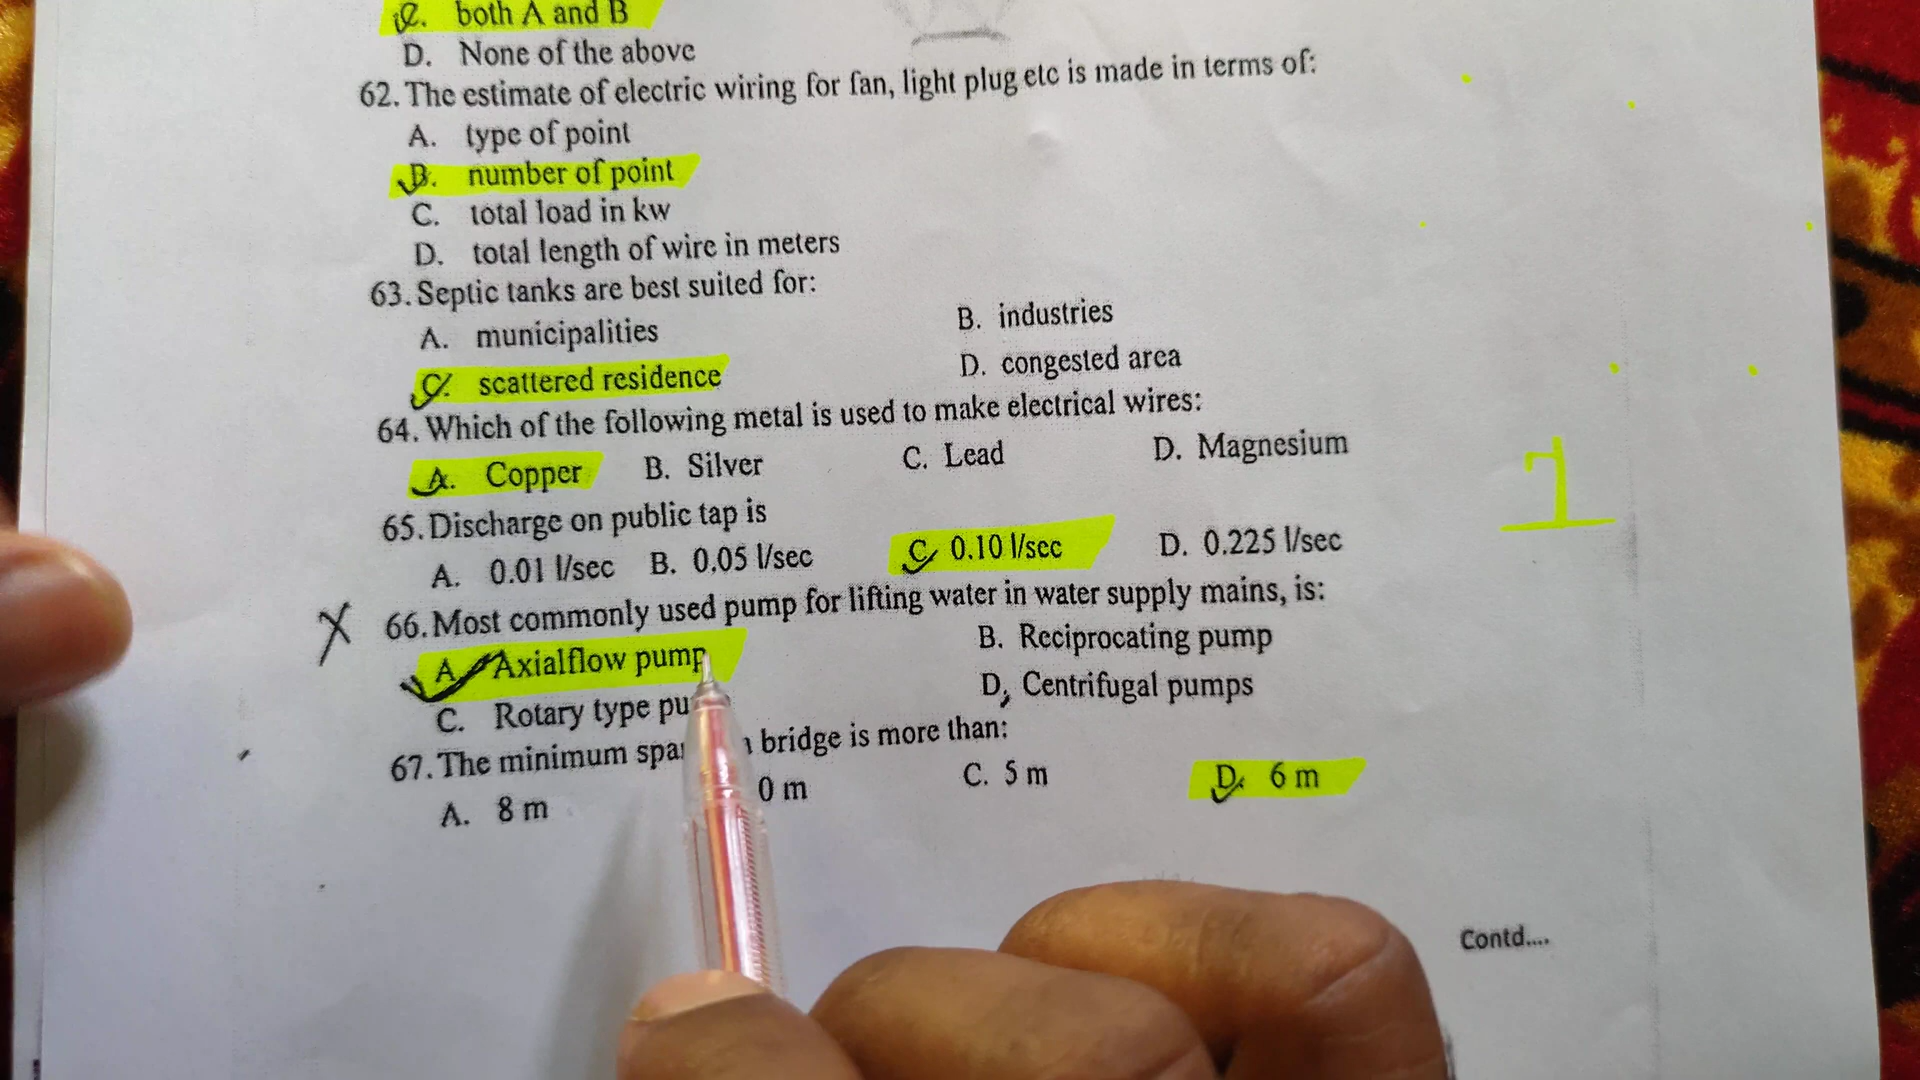 C. both A and B
D. None of the above
62. The estimate of electric wiring for fan, light plug etc is made in terms of:
A. type of point
B. number of point
C. total load in kw
D. total length of wire in meters
63. Septic tanks are best suited for:
A. municipalities B. industries
C. scattered residence D. congested area
64. Which of the following metal is used to make electrical wires:
A. Copper B. Silver C. Lead D. Magnesium
65. Discharge on public tap is
A. 0.01 l/sec B. 0.05 l/sec C. 0.10 l/sec D. 0.225 l/sec
X 66. Most commonly used pump for lifting water in water supply mains, is:
A. Axialflow pump B. Reciprocating pump
C. Rotary type D. Centrifugal pumps
67. The minimum bridge is more than:
A. 8 m 0 m C. 5 m D. 6 m
1
Contd....